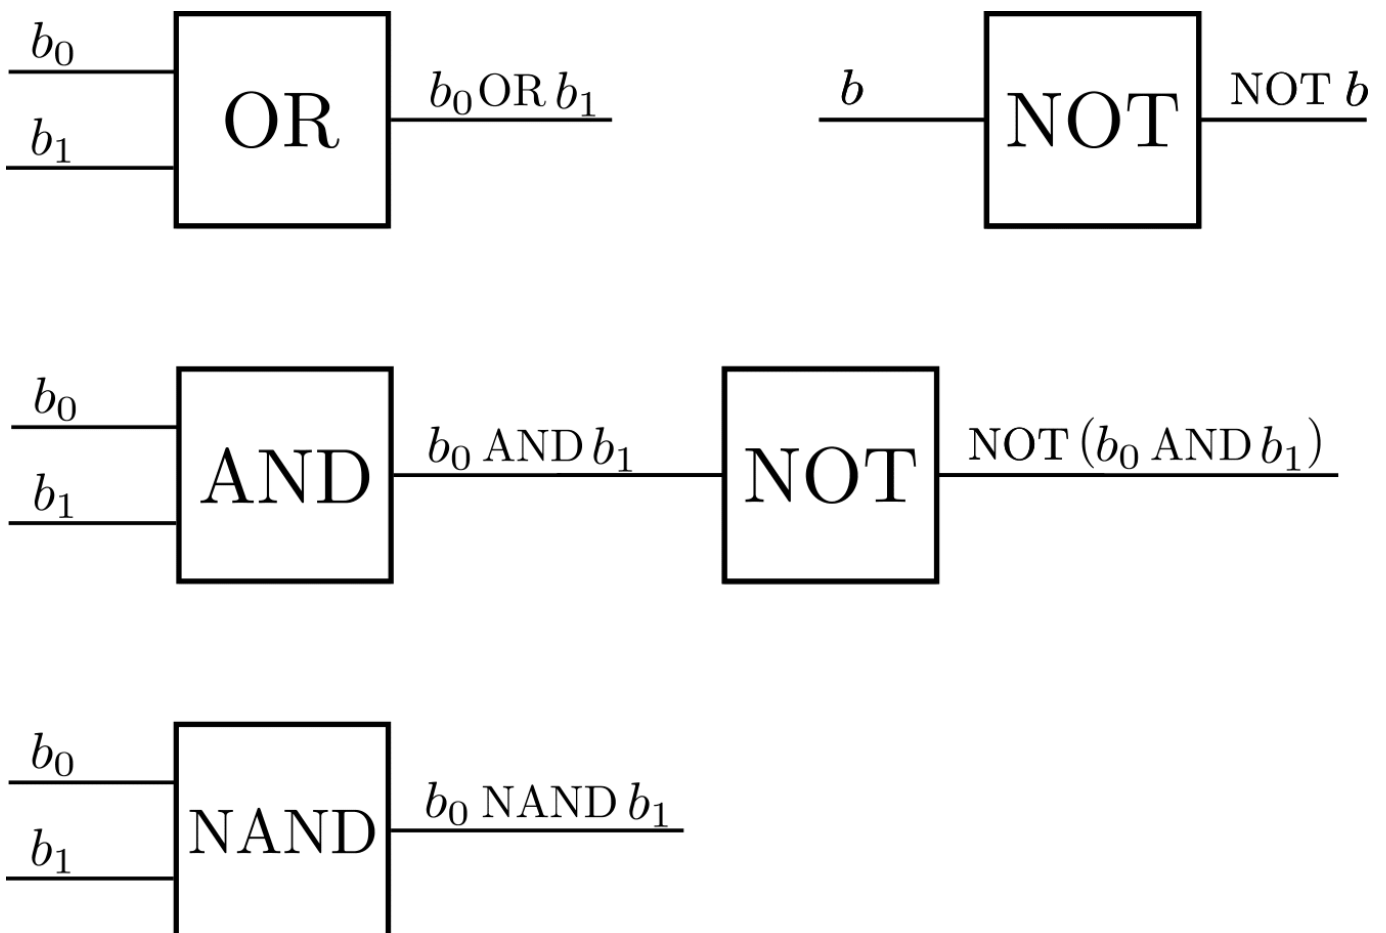 b₀ b₀ OR b₁ b NOT b
OR NOT
b₁
b₀ b₀ AND b₁ NOT (b₀ AND b₁)
AND NOT
b₁
b₀ b₀ NAND b₁
NAND
b₁